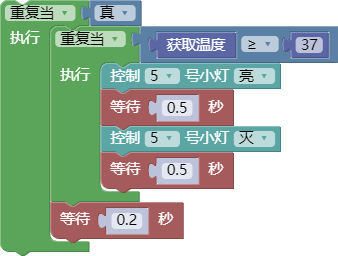 重复当 真
执行 重复当 获取温度 ≥ 37
执行 控制 5 号小灯 亮
等待 0.5 秒
控制 5 号小灯 灭
等待 0.5 秒
等待 0.2 秒